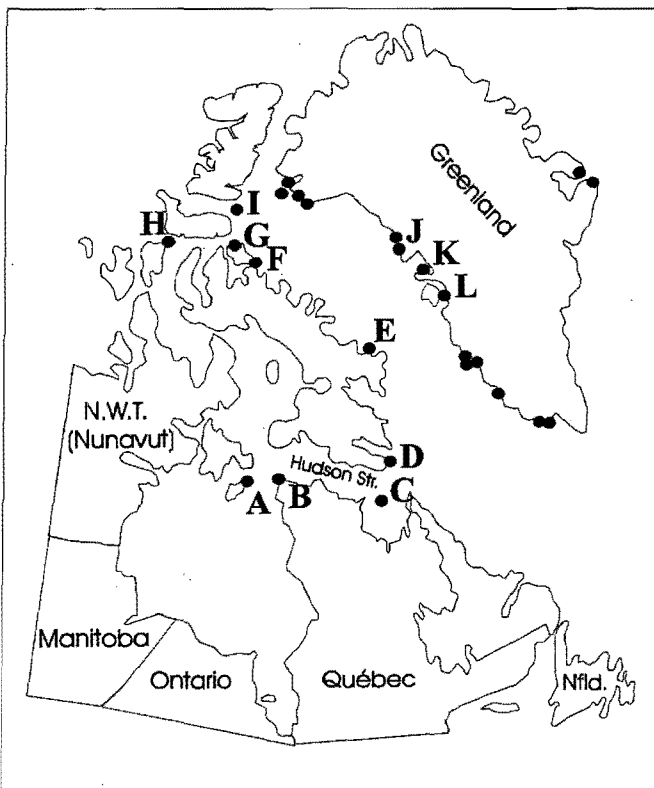 Greenland
I
H
G
J
F
K
L
E
N.W.T.
(Nunavut)
D
Hudson Str.
A
B
C
Manitoba
Ontario
Québec
Nfld.